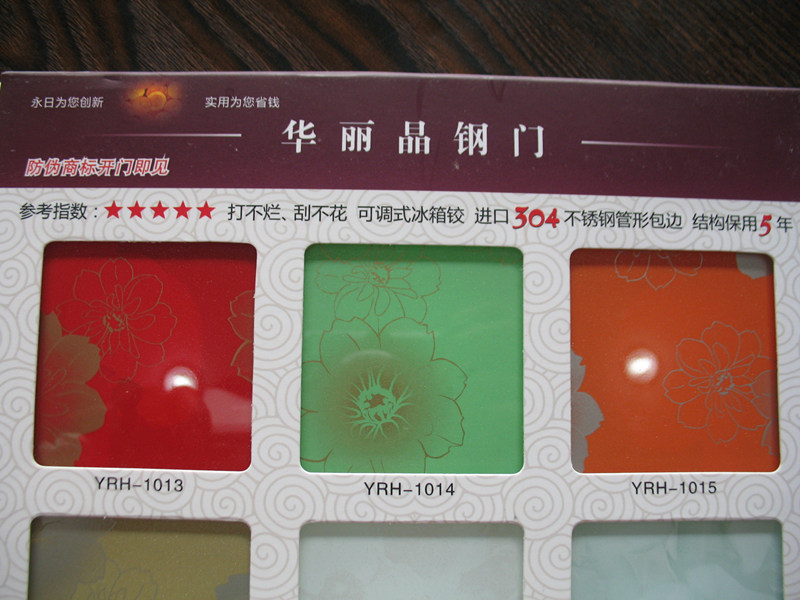 永日为您创新 实用为您省钱
华丽晶钢门
防伪商标开门即见
参考指数：★★★★★ 打不烂、刮不花 可调式冰箱铰 进口304不锈钢管形包边 结构保用5年
YRH-1013 YRH-1014 YRH-1015